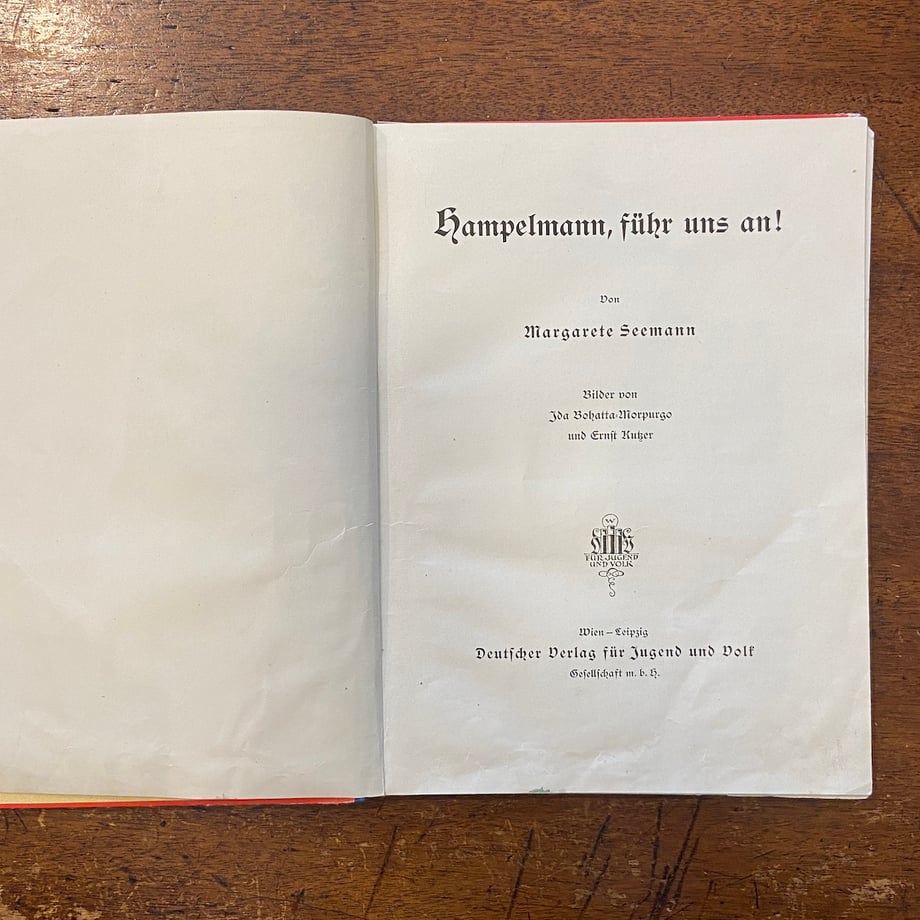 Hampelmann, führ uns an!
Von
Margarete Seemann
Bilder von
Ida Bohatta-Morpurgo
und Ernst Kutzer
W
FÜR JUGEND
UND VOLK
Wien – Leipzig
Deutscher Verlag für Jugend und Volk
Gesellschaft m. b. H.